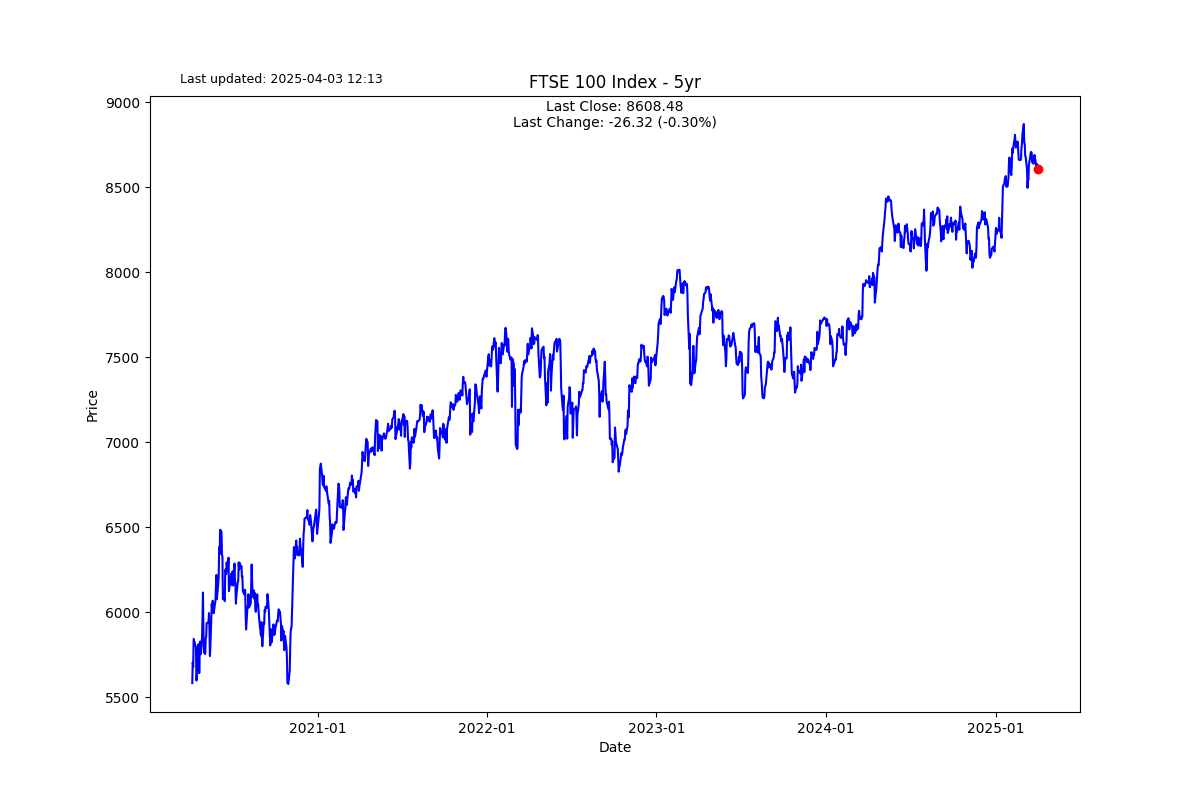 Last updated: 2025-04-03 12:13
FTSE 100 Index - 5yr
Last Close: 8608.48
Last Change: -26.32 (-0.30%)
9000
8500
8000
7500
7000
6500
6000
5500
Price
2021-01
2022-01
2023-01
2024-01
2025-01
Date